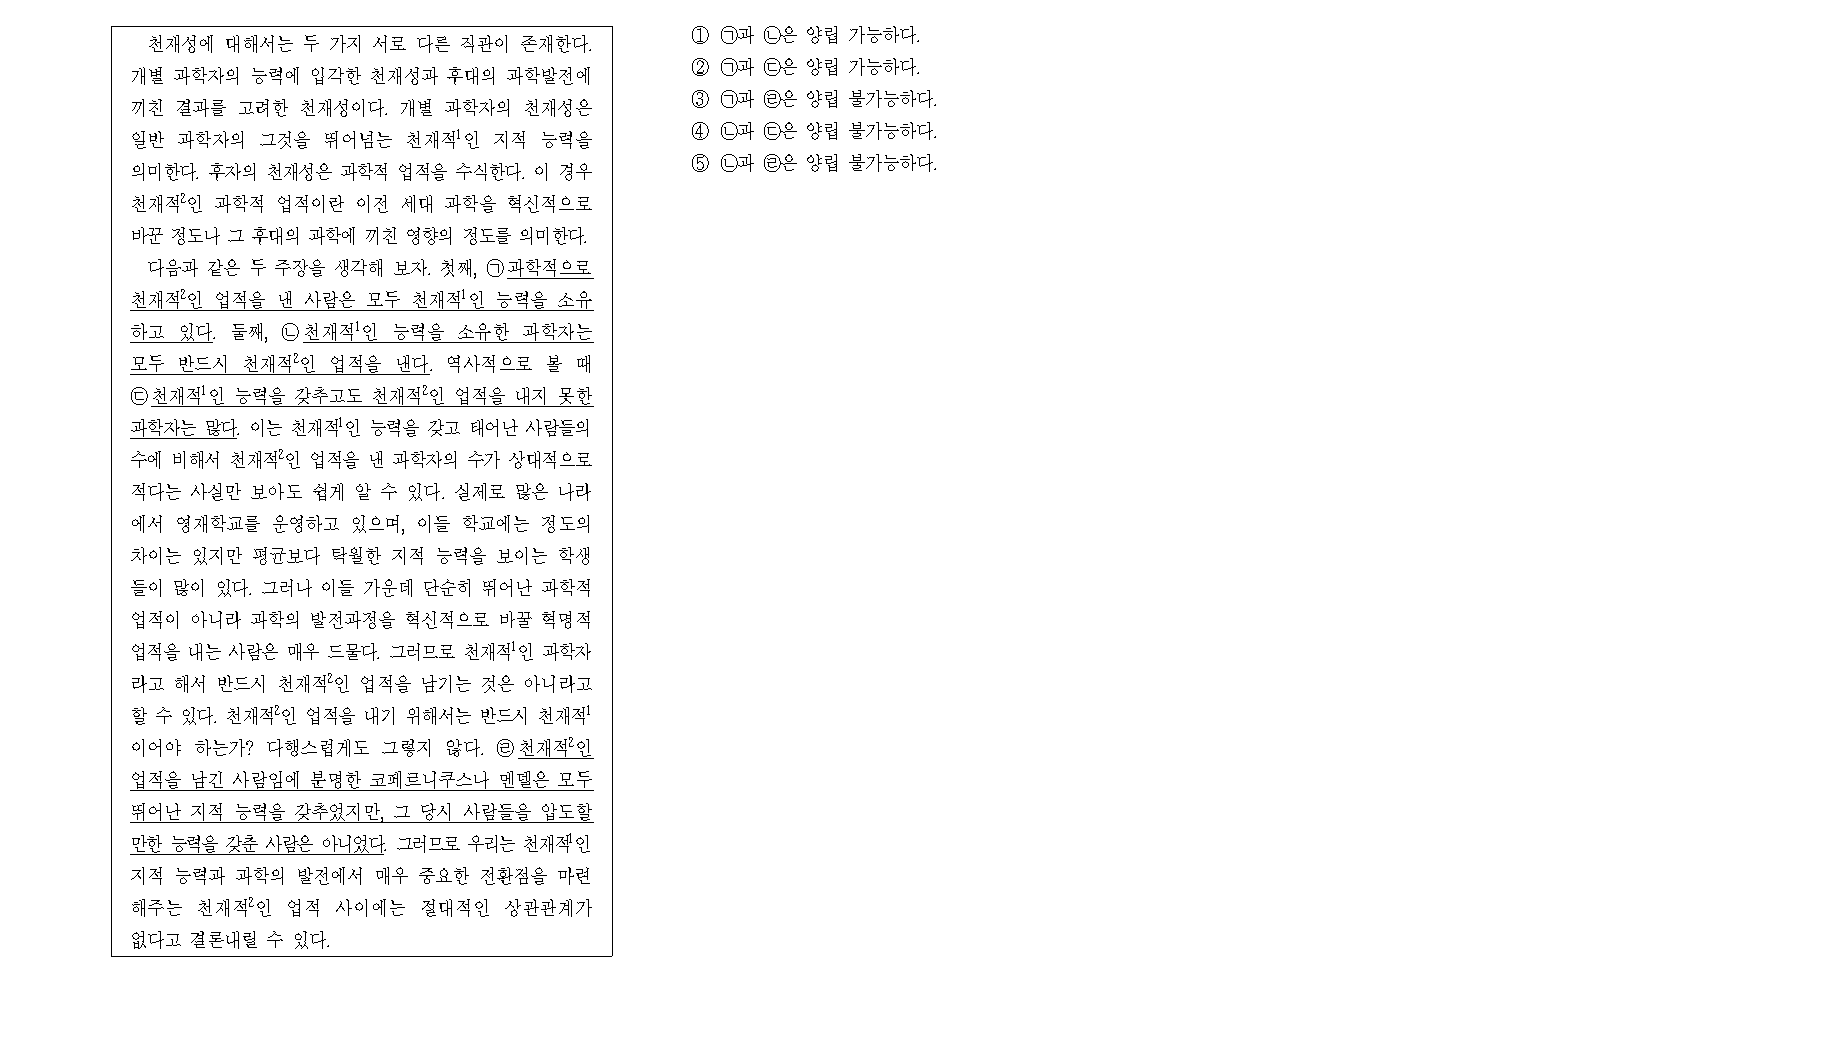 천재성에 대해서는 두 가지 서로 다른 직관이 존재한다.
개별 과학자의 능력에 입각한 천재성과 후대의 과학발전에
끼친 결과를 고려한 천재성이다. 개별 과학자의 천재성은
일반 과학자의 그것을 뛰어넘는 천재적¹인 지적 능력을
의미한다. 후자의 천재성은 과학적 업적을 수식한다. 이 경우
천재적²인 과학적 업적이란 이전 세대 과학을 혁신적으로
바꾼 정도나 그 후대의 과학에 끼친 영향의 정도를 의미한다.
다음과 같은 두 주장을 생각해 보자. 첫째, ㉠과학적으로
천재적²인 업적을 낸 사람은 모두 천재적¹인 능력을 소유
하고 있다. 둘째, ㉡천재적¹인 능력을 소유한 과학자는
모두 반드시 천재적²인 업적을 낸다. 역사적으로 볼 때
㉢천재적¹인 능력을 갖추고도 천재적²인 업적을 내지 못한
과학자는 많다. 이는 천재적¹인 능력을 갖고 태어난 사람들의
수에 비해서 천재적²인 업적을 낸 과학자의 수가 상대적으로
적다는 사실만 보아도 쉽게 알 수 있다. 실제로 많은 나라
에서 영재학교를 운영하고 있으며, 이들 학교에는 정도의
차이는 있지만 평균보다 탁월한 지적 능력을 보이는 학생
들이 많이 있다. 그러나 이들 가운데 단순히 뛰어난 과학적
업적이 아니라 과학의 발전과정을 혁신적으로 바꿀 혁명적
업적을 내는 사람은 매우 드물다. 그러므로 천재적¹인 과학자
라고 해서 반드시 천재적²인 업적을 남기는 것은 아니라고
할 수 있다. 천재적²인 업적을 내기 위해서는 반드시 천재적¹
이어야 하는가? 다행스럽게도 그렇지 않다. ㉣천재적²인
업적을 남긴 사람임에 분명한 코페르니쿠스나 멘델은 모두
뛰어난 지적 능력을 갖추었지만, 그 당시 사람들을 압도할
만한 능력을 갖춘 사람은 아니었다. 그러므로 우리는 천재적¹인
지적 능력과 과학의 발전에서 매우 중요한 전환점을 마련
해주는 천재적²인 업적 사이에는 절대적인 상관관계가
없다고 결론내릴 수 있다.
① ㉠과 ㉡은 양립 가능하다.
② ㉠과 ㉢은 양립 가능하다.
③ ㉠과 ㉣은 양립 불가능하다.
④ ㉡과 ㉢은 양립 불가능하다.
⑤ ㉡과 ㉣은 양립 불가능하다.